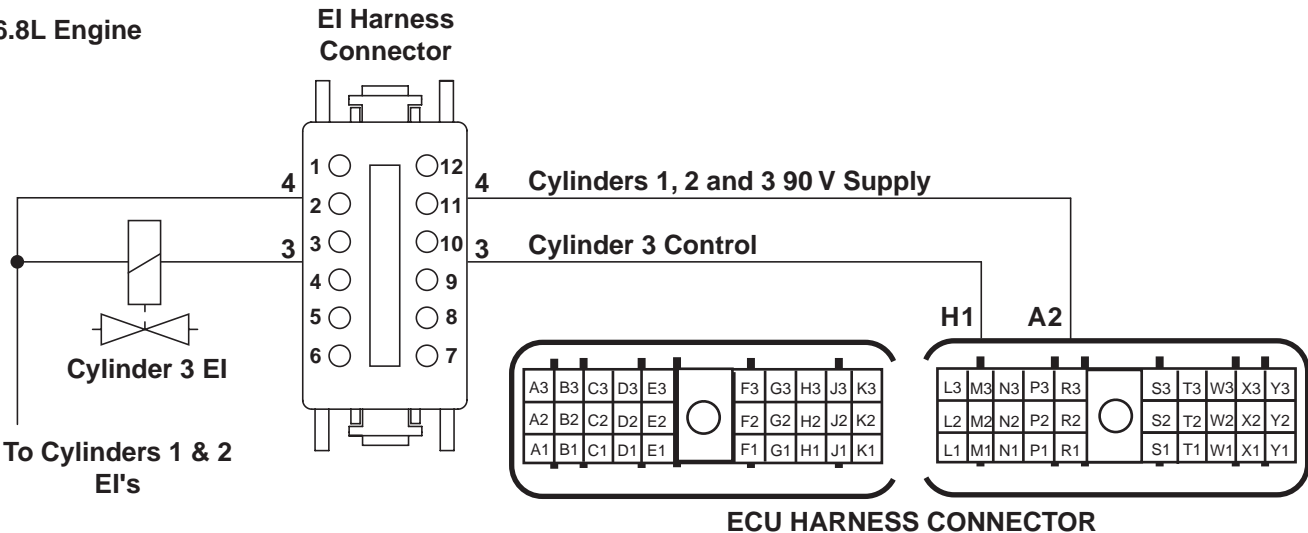 6.8L Engine
EI Harness
Connector
1 12
2 11
3 10
4 9
5 8
6 7
4
3
4 Cylinders 1, 2 and 3 90 V Supply
3 Cylinder 3 Control
H1 A2
Cylinder 3 EI
To Cylinders 1 & 2
EI's
A3 B3 C3 D3 E3 F3 G3 H3 J3 K3
A2 B2 C2 D2 E2 F2 G2 H2 J2 K2
A1 B1 C1 D1 E1 F1 G1 H1 J1 K1
L3 M3 N3 P3 R3 S3 T3 W3 X3 Y3
L2 M2 N2 P2 R2 S2 T2 W2 X2 Y2
L1 M1 N1 P1 R1 S1 T1 W1 X1 Y1
ECU HARNESS CONNECTOR